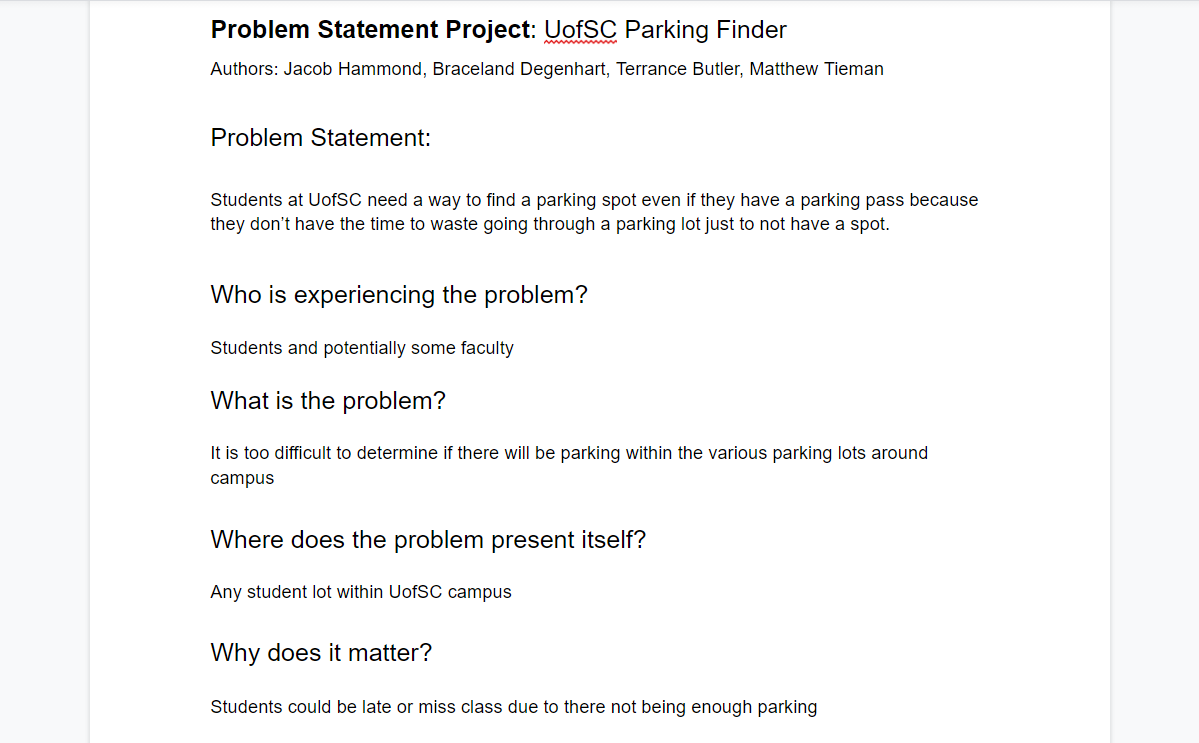 Problem Statement Project: UofSC Parking Finder
Authors: Jacob Hammond, Braceland Degenhart, Terrance Butler, Matthew Tieman
Problem Statement:
Students at UofSC need a way to find a parking spot even if they have a parking pass because
they don’t have the time to waste going through a parking lot just to not have a spot.
Who is experiencing the problem?
Students and potentially some faculty
What is the problem?
It is too difficult to determine if there will be parking within the various parking lots around
campus
Where does the problem present itself?
Any student lot within UofSC campus
Why does it matter?
Students could be late or miss class due to there not being enough parking